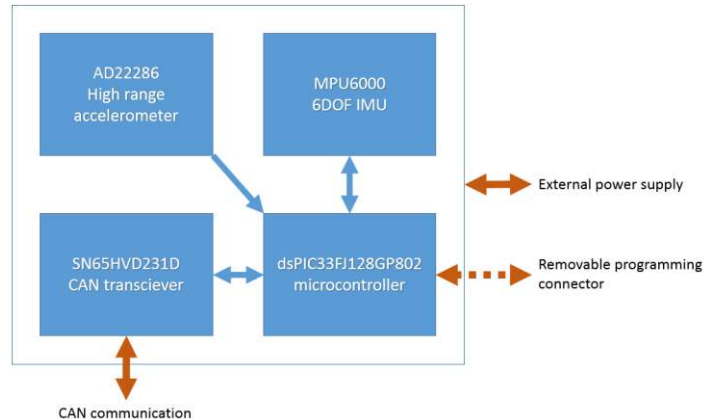 AD22286
High range
accelerometer
MPU6000
6DOF IMU
External power supply
SN65HVD231D
CAN transciever
dsPIC33FJ128GP802
microcontroller
Removable programming
connector
CAN communication